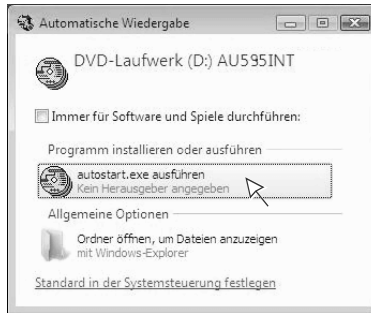 Automatische Wiedergabe
DVD-Laufwerk (D:) AU595INT
Immer für Software und Spiele durchführen:
Programm installieren oder ausführen
autostart.exe ausführen
Kein Herausgeber angegeben
Allgemeine Optionen
Ordner öffnen, um Dateien anzuzeigen
mit Windows-Explorer
Standard in der Systemsteuerung festlegen